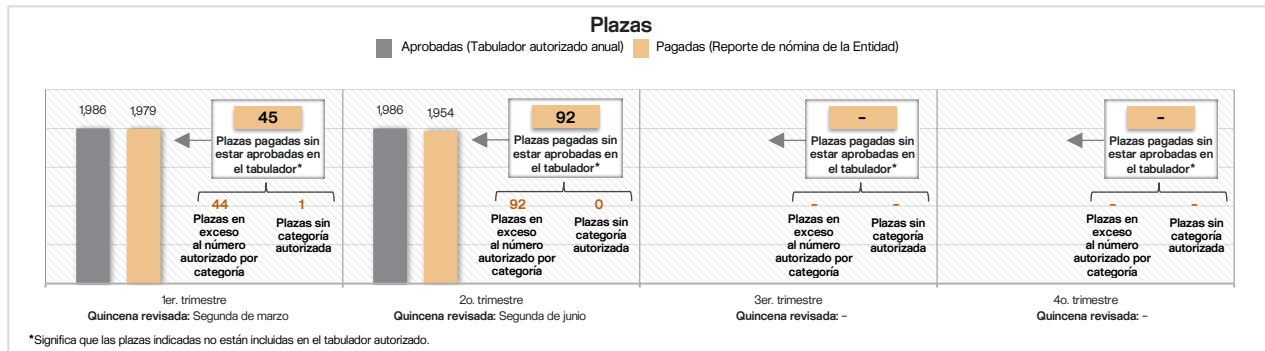 Plazas
Aprobadas (Tabulador autorizado anual)
Pagadas (Reporte de nómina de la Entidad)
1,986
1,979
45
Plazas pagadas sin
estar aprobadas en
el tabulador*
44
1
Plazas en
exceso
al número
autorizado por
categoría
Plazas sin
categoría
autorizada
1er. trimestre
Quincena revisada: Segunda de marzo
1,986
1,954
92
Plazas pagadas sin
estar aprobadas en
el tabulador*
92
0
Plazas en
exceso
al número
autorizado por
categoría
Plazas sin
categoría
autorizada
2o. trimestre
Quincena revisada: Segunda de junio
-
Plazas pagadas sin
estar aprobadas en
el tabulador*
-
-
Plazas en
exceso
al número
autorizado por
categoría
Plazas sin
categoría
autorizada
3er. trimestre
Quincena revisada: -
-
Plazas pagadas sin
estar aprobadas en
el tabulador*
-
-
Plazas en
exceso
al número
autorizado por
categoría
Plazas sin
categoría
autorizada
4o. trimestre
Quincena revisada: -
*Significa que las plazas indicadas no están incluidas en el tabulador autorizado.